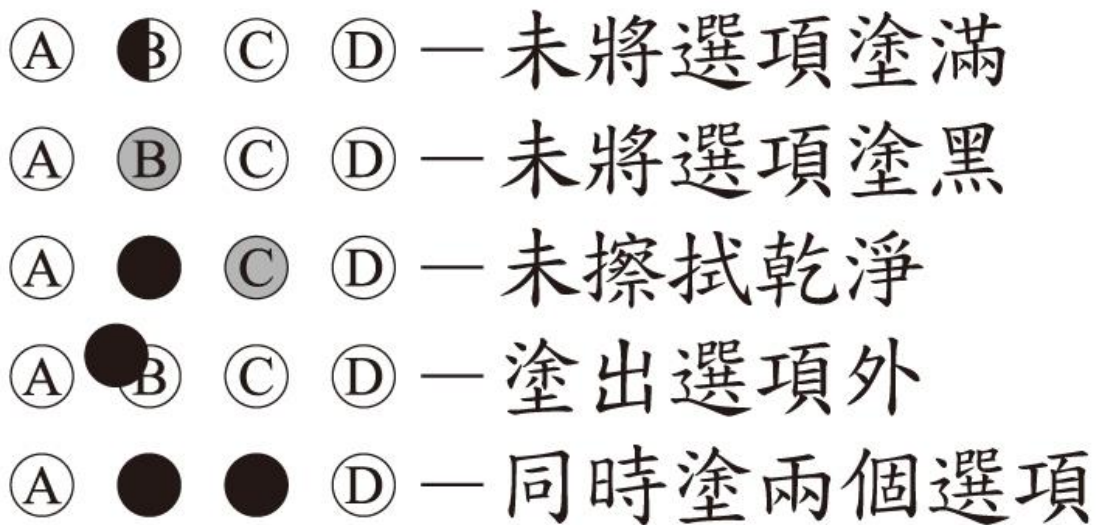 Ⓐ B Ⓒ Ⓓ — 未將選項塗滿
Ⓐ Ⓑ Ⓒ Ⓓ — 未將選項塗黑
Ⓐ ● Ⓒ Ⓓ — 未擦拭乾淨
Ⓐ B Ⓒ Ⓓ — 塗出選項外
Ⓐ ● ● Ⓓ — 同時塗兩個選項